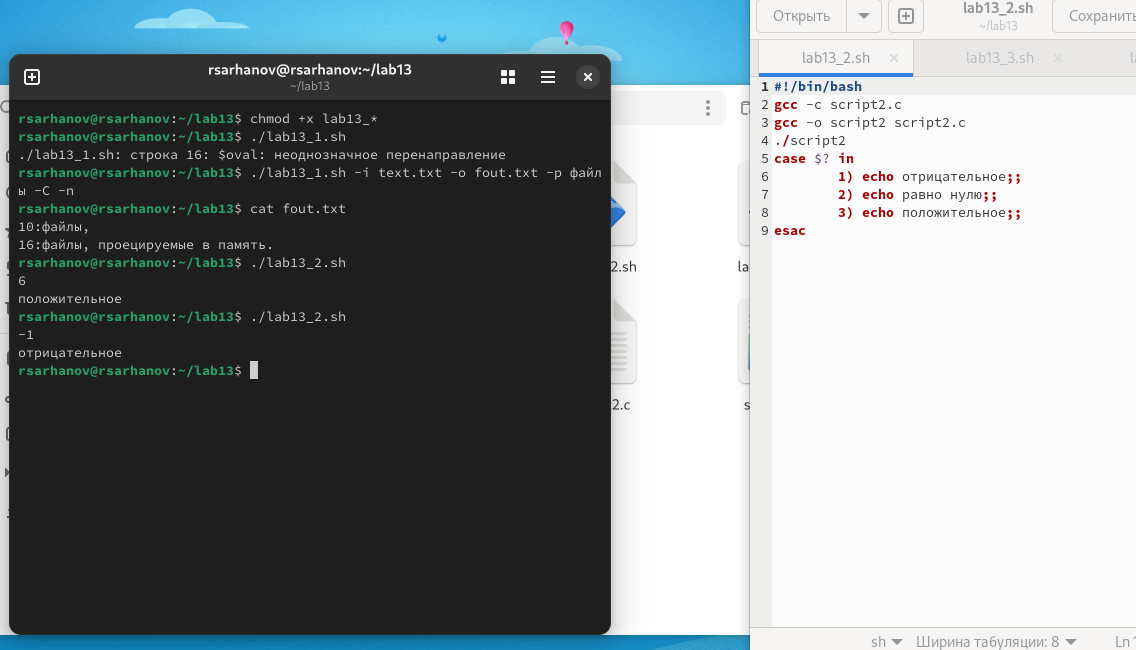 rsarhanov@rsarhanov:~/lab13
~/lab13
rsarhanov@rsarhanov:~/lab13$ chmod +x lab13_*
rsarhanov@rsarhanov:~/lab13$ ./lab13_1.sh
./lab13_1.sh: строка 16: $oval: неоднозначное перенаправление
rsarhanov@rsarhanov:~/lab13$ ./lab13_1.sh -i text.txt -o fout.txt -p файл
ы -C -n
rsarhanov@rsarhanov:~/lab13$ cat fout.txt
10:файлы,
16:файлы, проецируемые в память.
rsarhanov@rsarhanov:~/lab13$ ./lab13_2.sh
6
положительное
rsarhanov@rsarhanov:~/lab13$ ./lab13_2.sh
-1
отрицательное
rsarhanov@rsarhanov:~/lab13$
2.sh
la
2.c
s
Открыть
lab13_2.sh
~/lab13
Сохранить
lab13_2.sh
lab13_3.sh
1 #!/bin/bash
2 gcc -c script2.c
3 gcc -o script2 script2.c
4 ./script2
5 case $? in
6 1) echo отрицательное;;
7 2) echo равно нулю;;
8 3) echo положительное;;
9 esac
sh
Ширина табуляции: 8
Ln 1